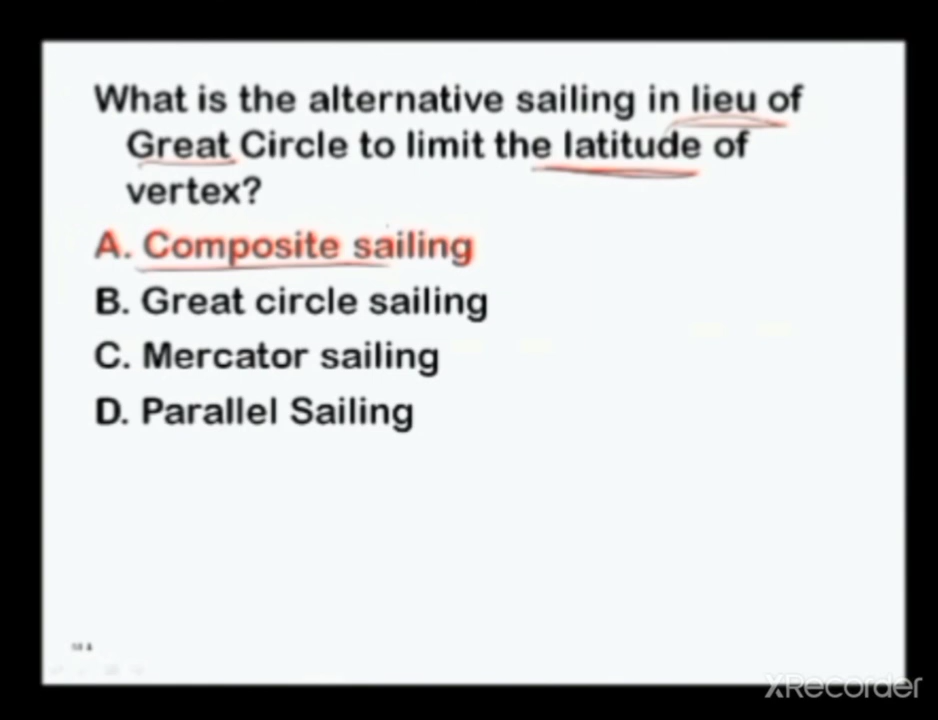 What is the alternative sailing in lieu of
Great Circle to limit the latitude of
vertex?
A. Composite sailing
B. Great circle sailing
C. Mercator sailing
D. Parallel Sailing
XRecorder